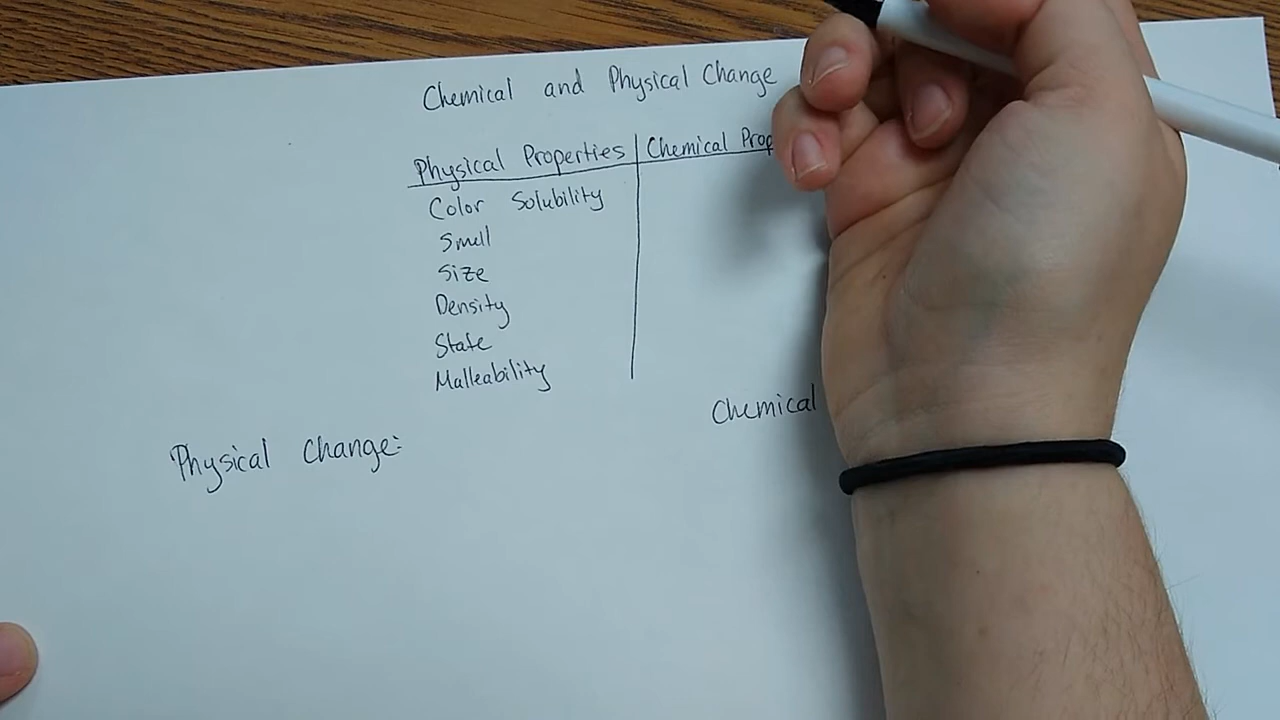 Chemical and Physical Change
Physical Properties Chemical Prop
Color Solubility
Smell
Size
Density
State
Malleability
Chemical
Physical Change: